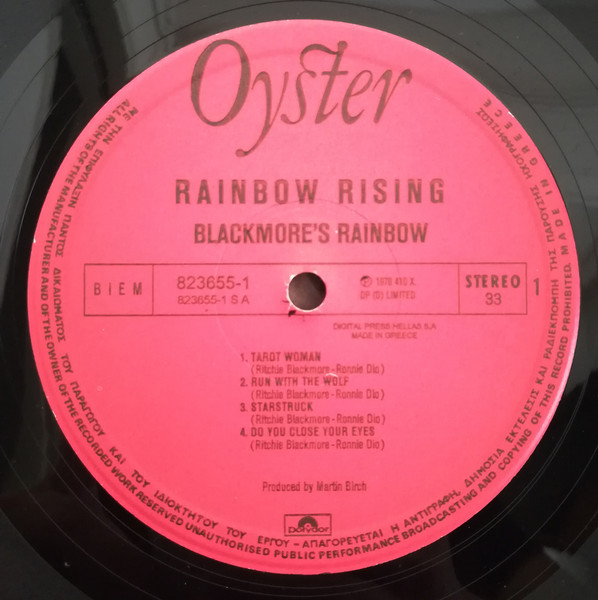 Oyster
RAINBOW RISING
BLACKMORE'S RAINBOW
BIEM
823655-1
823655-1 S A
℗ 1976 410 X
OP (O) LIMITED
STEREO
33
1
DIGITAL PRESS HELLAS S.A
MADE IN GREECE
1. TAROT WOMAN
(Ritchie Blackmore-Ronnie Dio)
2. RUN WITH THE WOLF
(Ritchie Blackmore-Ronnie Dio)
3. STARSTRUCK
(Ritchie Blackmore-Ronnie Dio)
4. DO YOU CLOSE YOUR EYES
(Ritchie Blackmore-Ronnie Dio)
Produced by Martin Birch
Polydor
ΜΕ ΤΗΝ ΕΠΙΦΥΛΑΞΙΝ ΠΑΝΤΟΣ ΔΙΚΑΙΩΜΑΤΟΣ ΤΟΥ ΠΑΡΑΓΩΓΟΥ ΚΑΙ ΤΟΥ ΙΔΙΟΚΤΗΤΟΥ ΤΟΥ ΕΡΓΟΥ - ΑΠΑΓΟΡΕΥΕΤΑΙ Η ΑΝΤΙΓΡΑΦΗ, ΔΗΜΟΣΙΑ ΕΚΤΕΛΕΣΙΣ ΚΑΙ ΡΑΔΙΕΚΠΟΜΠΗ ΤΗΣ ΠΑΡΟΥΣΗΣ ΗΧΟΓΡΑΦΗΣΕΩΣ
ALL RIGHTS OF THE MANUFACTURER AND OF THE OWNER OF THE RECORDED WORK RESERVED UNAUTHORISED PUBLIC PERFORMANCE BROADCASTING AND COPYING OF THIS RECORD PROHIBITED. MADE IN GREECE